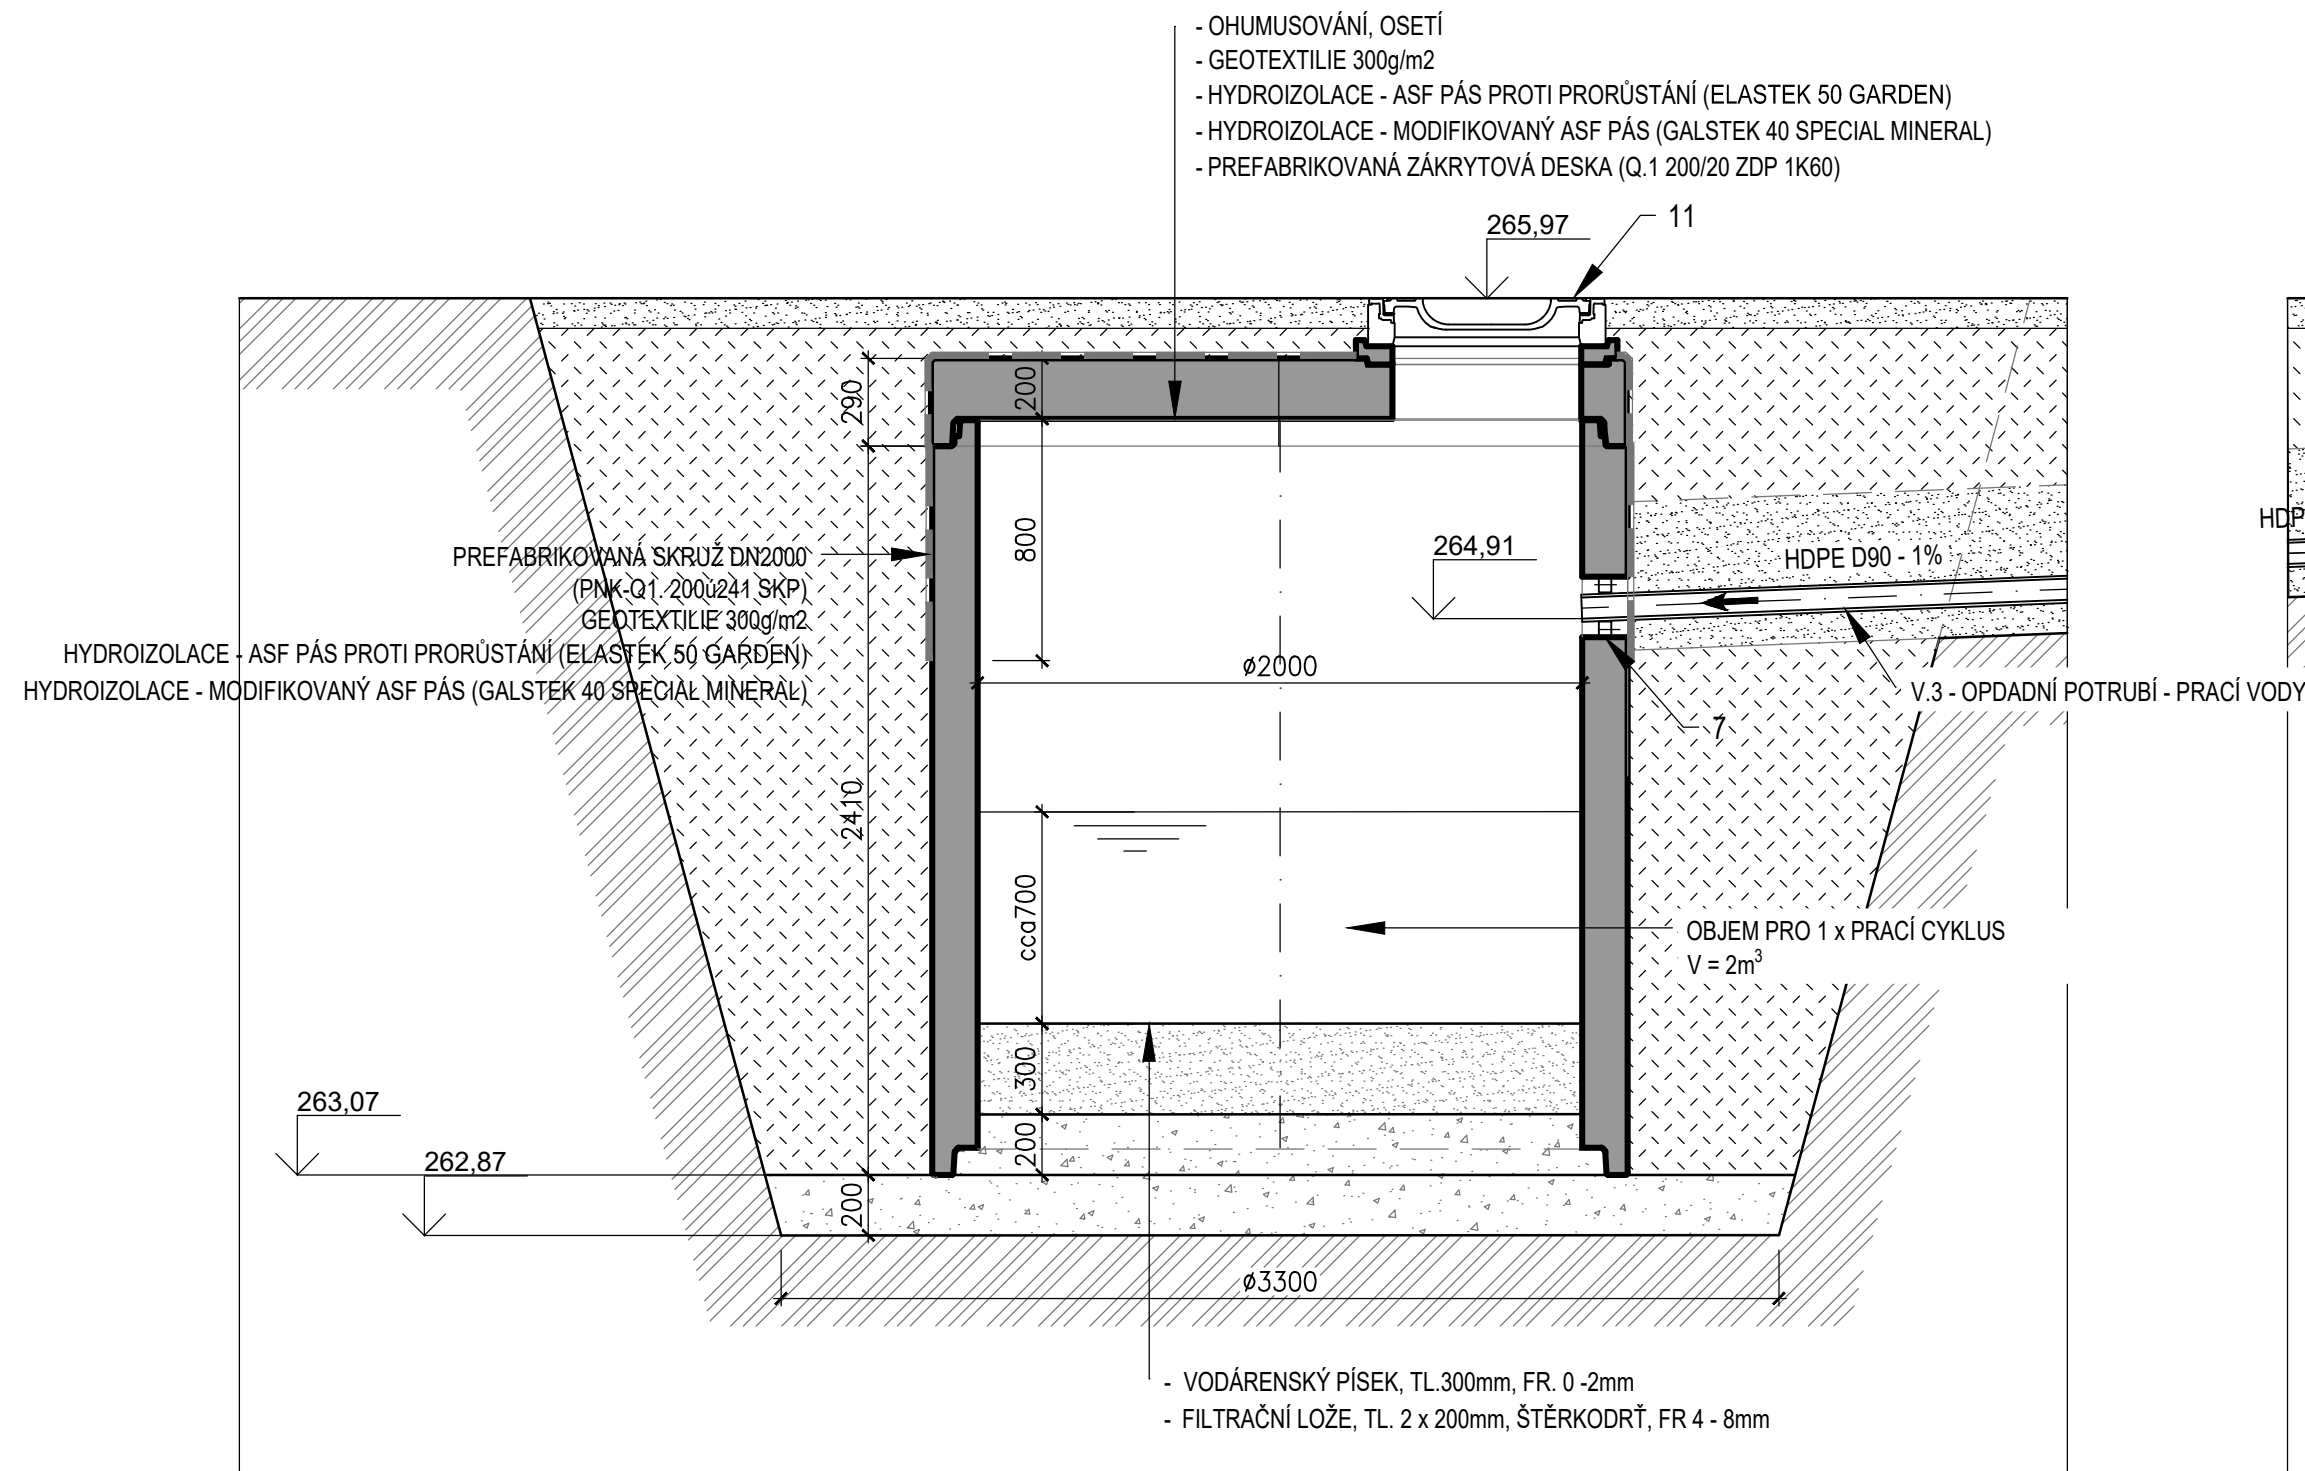 - OHUMUSOVÁNÍ, OSETÍ
- GEOTEXTILIE 300g/m2
- HYDROIZOLACE - ASF PÁS PROTI PRORŮSTÁNÍ (ELASTEK 50 GARDEN)
- HYDROIZOLACE - MODIFIKOVANÝ ASF PÁS (GALSTEK 40 SPECIAL MINERAL)
- PREFABRIKOVANÁ ZÁKRYTOVÁ DESKA (Q.1 200/20 ZDP 1K60)
265,97
11
290
200
800
264,91
HDPE D90 - 1%
HDP
PREFABRIKOVANÁ SKRUŽ DN2000
(PNK-Q1. 200ú241 SKP)
GEOTEXTILIE 300g/m2
HYDROIZOLACE - ASF PÁS PROTI PRORŮSTÁNÍ (ELASTEK 50 GARDEN)
HYDROIZOLACE - MODIFIKOVANÝ ASF PÁS (GALSTEK 40 SPECIAL MINERAL)
ø2000
V.3 - OPDADNÍ POTRUBÍ - PRACÍ VODY
7
2410
cca700
OBJEM PRO 1 x PRACÍ CYKLUS
V = 2m³
300
263,07
200
262,87
200
ø3300
- VODÁRENSKÝ PÍSEK, TL.300mm, FR. 0 -2mm
- FILTRAČNÍ LOŽE, TL. 2 x 200mm, ŠTĚRKODRŤ, FR 4 - 8mm